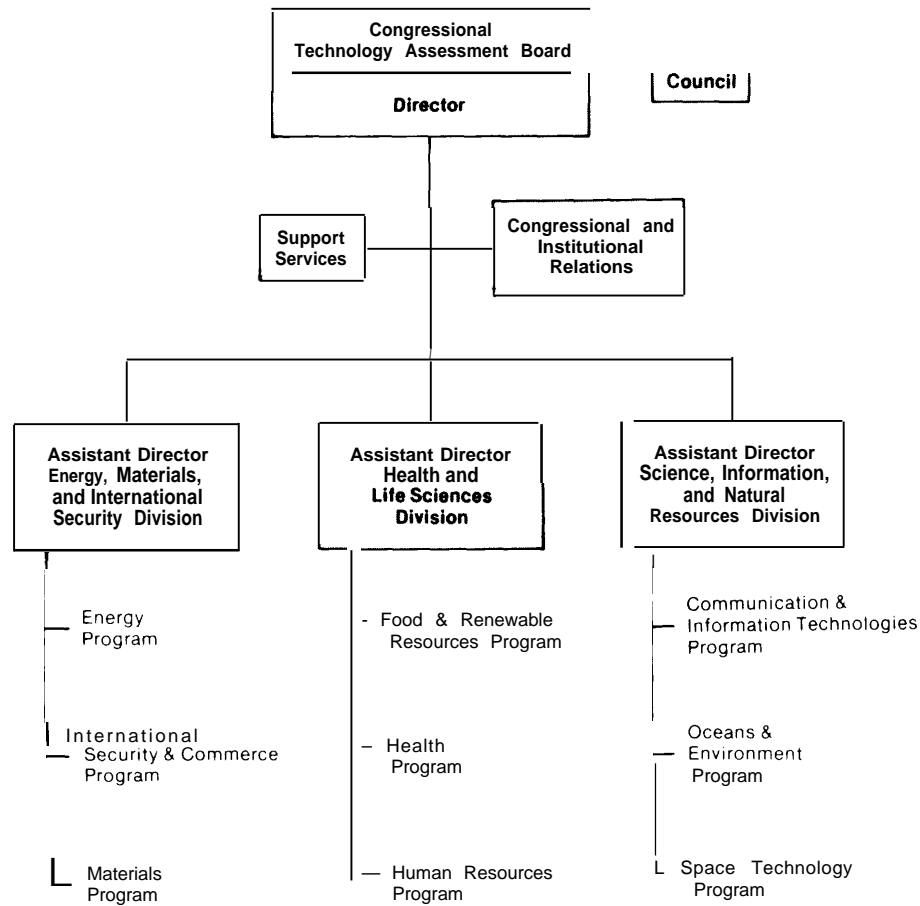 Congressional
Technology Assessment Board
Director
Council
Support
Services
Congressional and
Institutional
Relations
Assistant Director
Energy, Materials,
and International
Security Division
Assistant Director
Health and
Life Sciences
Division
Assistant Director
Science, Information,
and Natural
Resources Division
Energy
Program
International
Security & Commerce
Program
Materials
Program
Food & Renewable
Resources Program
Health
Program
Human Resources
Program
Communication &
Information Technologies
Program
Oceans &
Environment
Program
Space Technology
Program